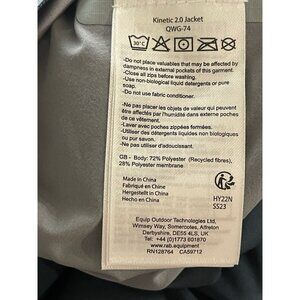 Kinetic 2.0 Jacket
QWG-74
30°C
-Do not place valuables that may be affected by
dampness in external pockets of this garment.
-Close all zips before washing.
-Use non-biological liquid detergents or pure
soap.
-Do not use fabric conditioner.
-Ne pas placer les objets de valeur qui peuvent
être affectés par l'humidité dans externe poches
de ce vêtement.
-Laver avec poches zippées fermées.
-Utiliser des détergents liquides non biologiques
ou pur savon.
-Ne pas utiliser de conditionneur de tissu.
GB - Body: 72% Polyester (Recycled fibres),
28% Polyester membrane.
Made in China
Fabriqué en Chine
Hergestellt in China
Hecho en China
HY22N
SS23
Equip Outdoor Technologies Ltd,
Wimsey Way, Somercotes, Alfreton
Derbyshire, DE55 4LS, UK
Tel: +44 (0)1773 601870
www.rab.equipment
RN128764 CA59712